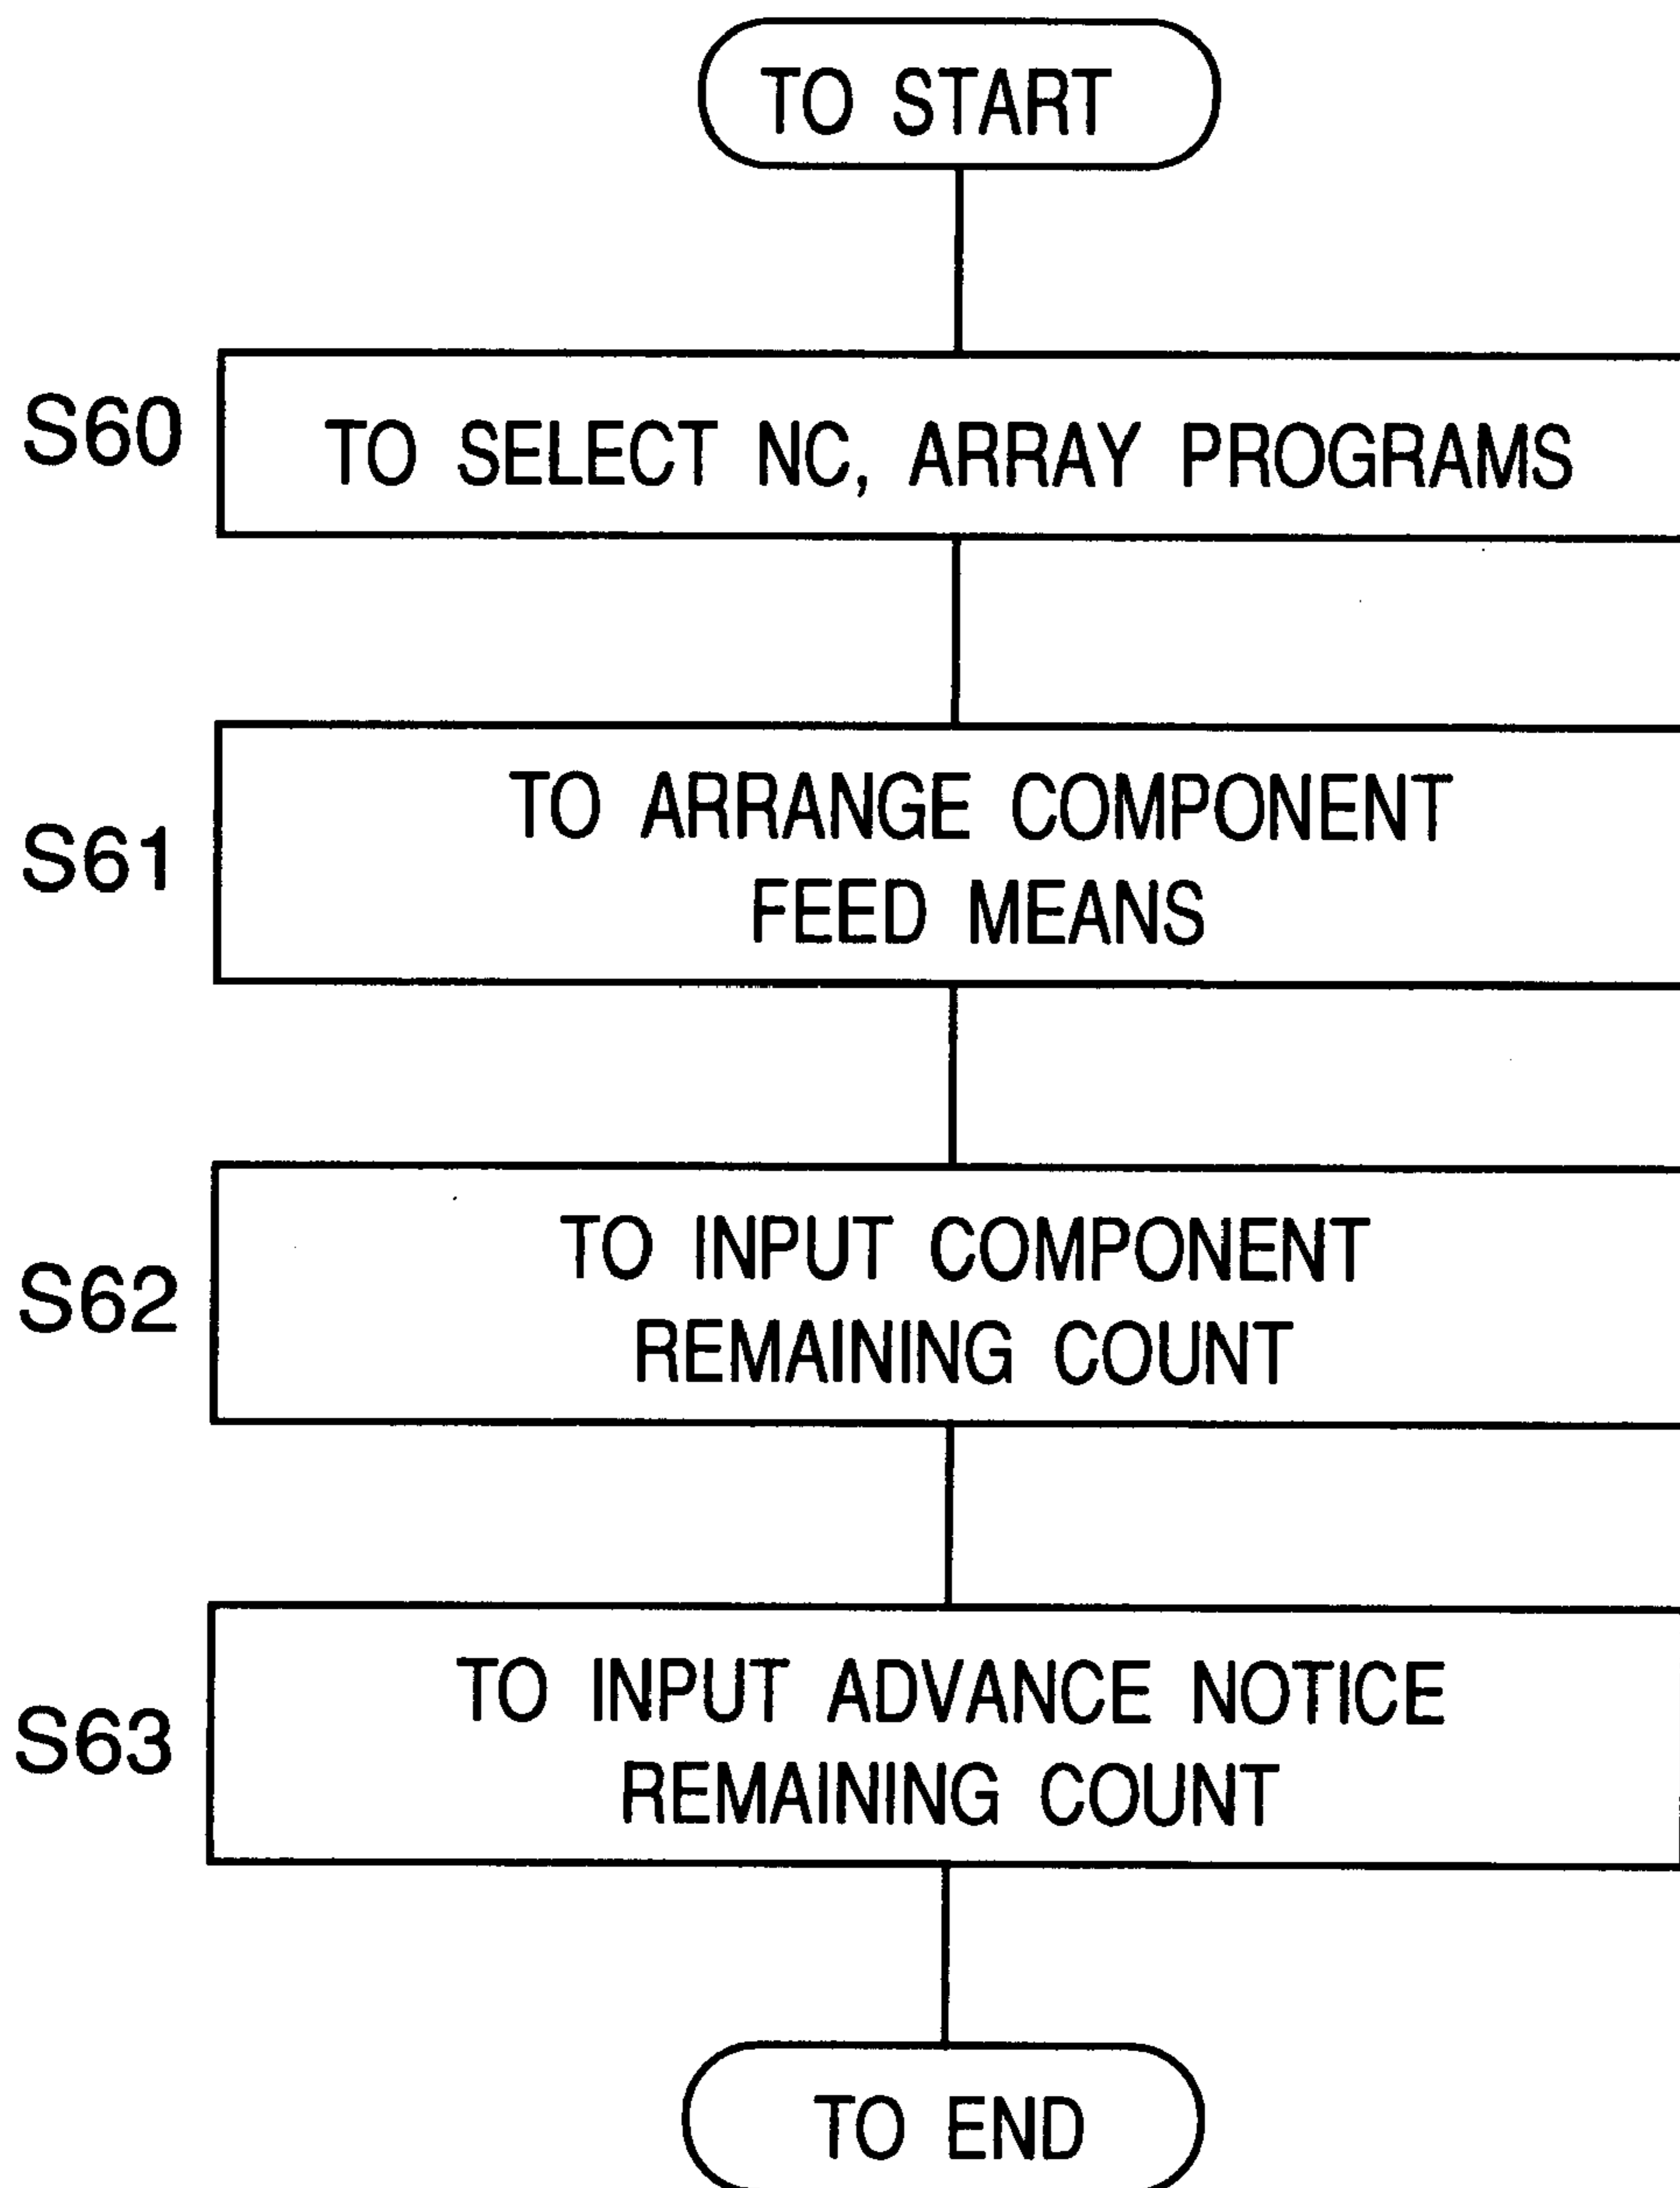 TO START
S60
TO SELECT NC, ARRAY PROGRAMS
S61
TO ARRANGE COMPONENT
FEED MEANS
S62
TO INPUT COMPONENT
REMAINING COUNT
S63
TO INPUT ADVANCE NOTICE
REMAINING COUNT
TO END